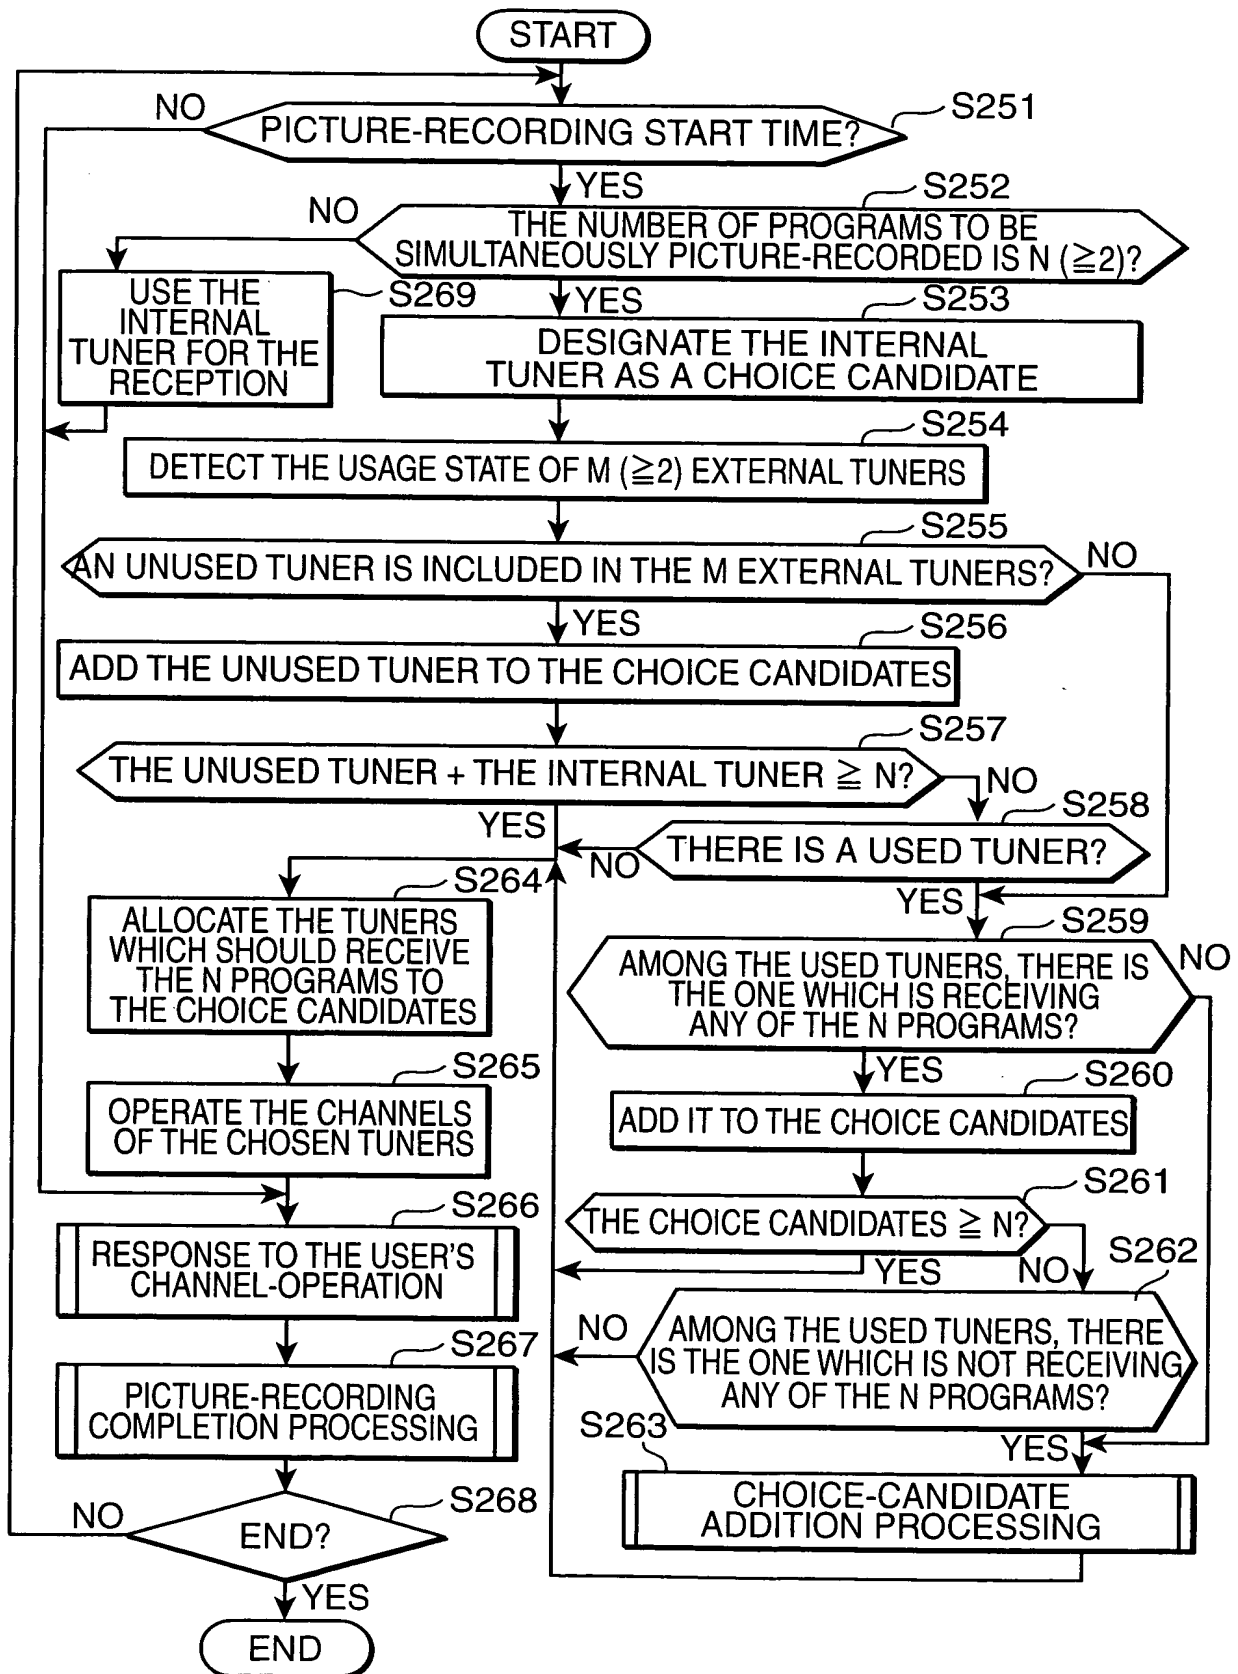 START
NO
PICTURE-RECORDING START TIME?
S251
YES
S252
NO
THE NUMBER OF PROGRAMS TO BE
SIMULTANEOUSLY PICTURE-RECORDED IS N (≧2)?
YES
S253
USE THE
INTERNAL
TUNER FOR THE
RECEPTION
S269
DESIGNATE THE INTERNAL
TUNER AS A CHOICE CANDIDATE
S254
DETECT THE USAGE STATE OF M (≧2) EXTERNAL TUNERS
S255
AN UNUSED TUNER IS INCLUDED IN THE M EXTERNAL TUNERS?
NO
YES
S256
ADD THE UNUSED TUNER TO THE CHOICE CANDIDATES
S257
THE UNUSED TUNER + THE INTERNAL TUNER ≧ N?
NO
YES
S258
THERE IS A USED TUNER?
NO
YES
S264
ALLOCATE THE TUNERS
WHICH SHOULD RECEIVE
THE N PROGRAMS TO
THE CHOICE CANDIDATES
S259
AMONG THE USED TUNERS, THERE IS
THE ONE WHICH IS RECEIVING
ANY OF THE N PROGRAMS?
NO
YES
S265
OPERATE THE CHANNELS
OF THE CHOSEN TUNERS
S260
ADD IT TO THE CHOICE CANDIDATES
S261
THE CHOICE CANDIDATES ≧ N?
YES
NO
S266
RESPONSE TO THE USER'S
CHANNEL-OPERATION
S262
NO
AMONG THE USED TUNERS, THERE
IS THE ONE WHICH IS NOT RECEIVING
ANY OF THE N PROGRAMS?
YES
S267
PICTURE-RECORDING
COMPLETION PROCESSING
S263
CHOICE-CANDIDATE
ADDITION PROCESSING
S268
NO
END?
YES
END